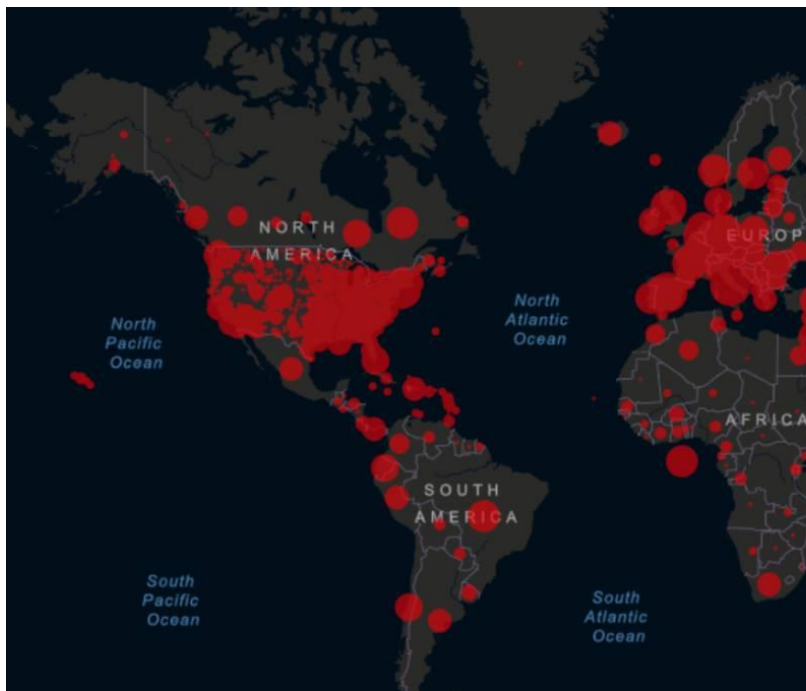 NORTH
AMERICA
EUROP
North
Atlantic
Ocean
North
Pacific
Ocean
AFRICA
SOUTH
AMERICA
South
Pacific
Ocean
South
Atlantic
Ocean